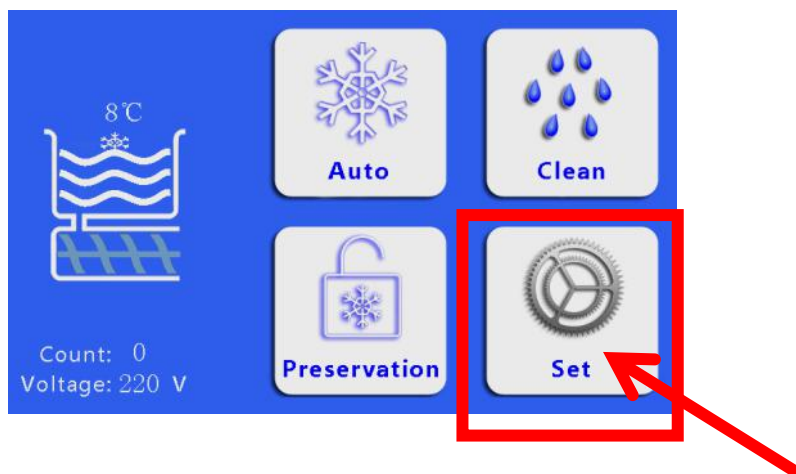 8℃
Auto
Clean
Preservation
Set
Count: 0
Voltage: 220 V